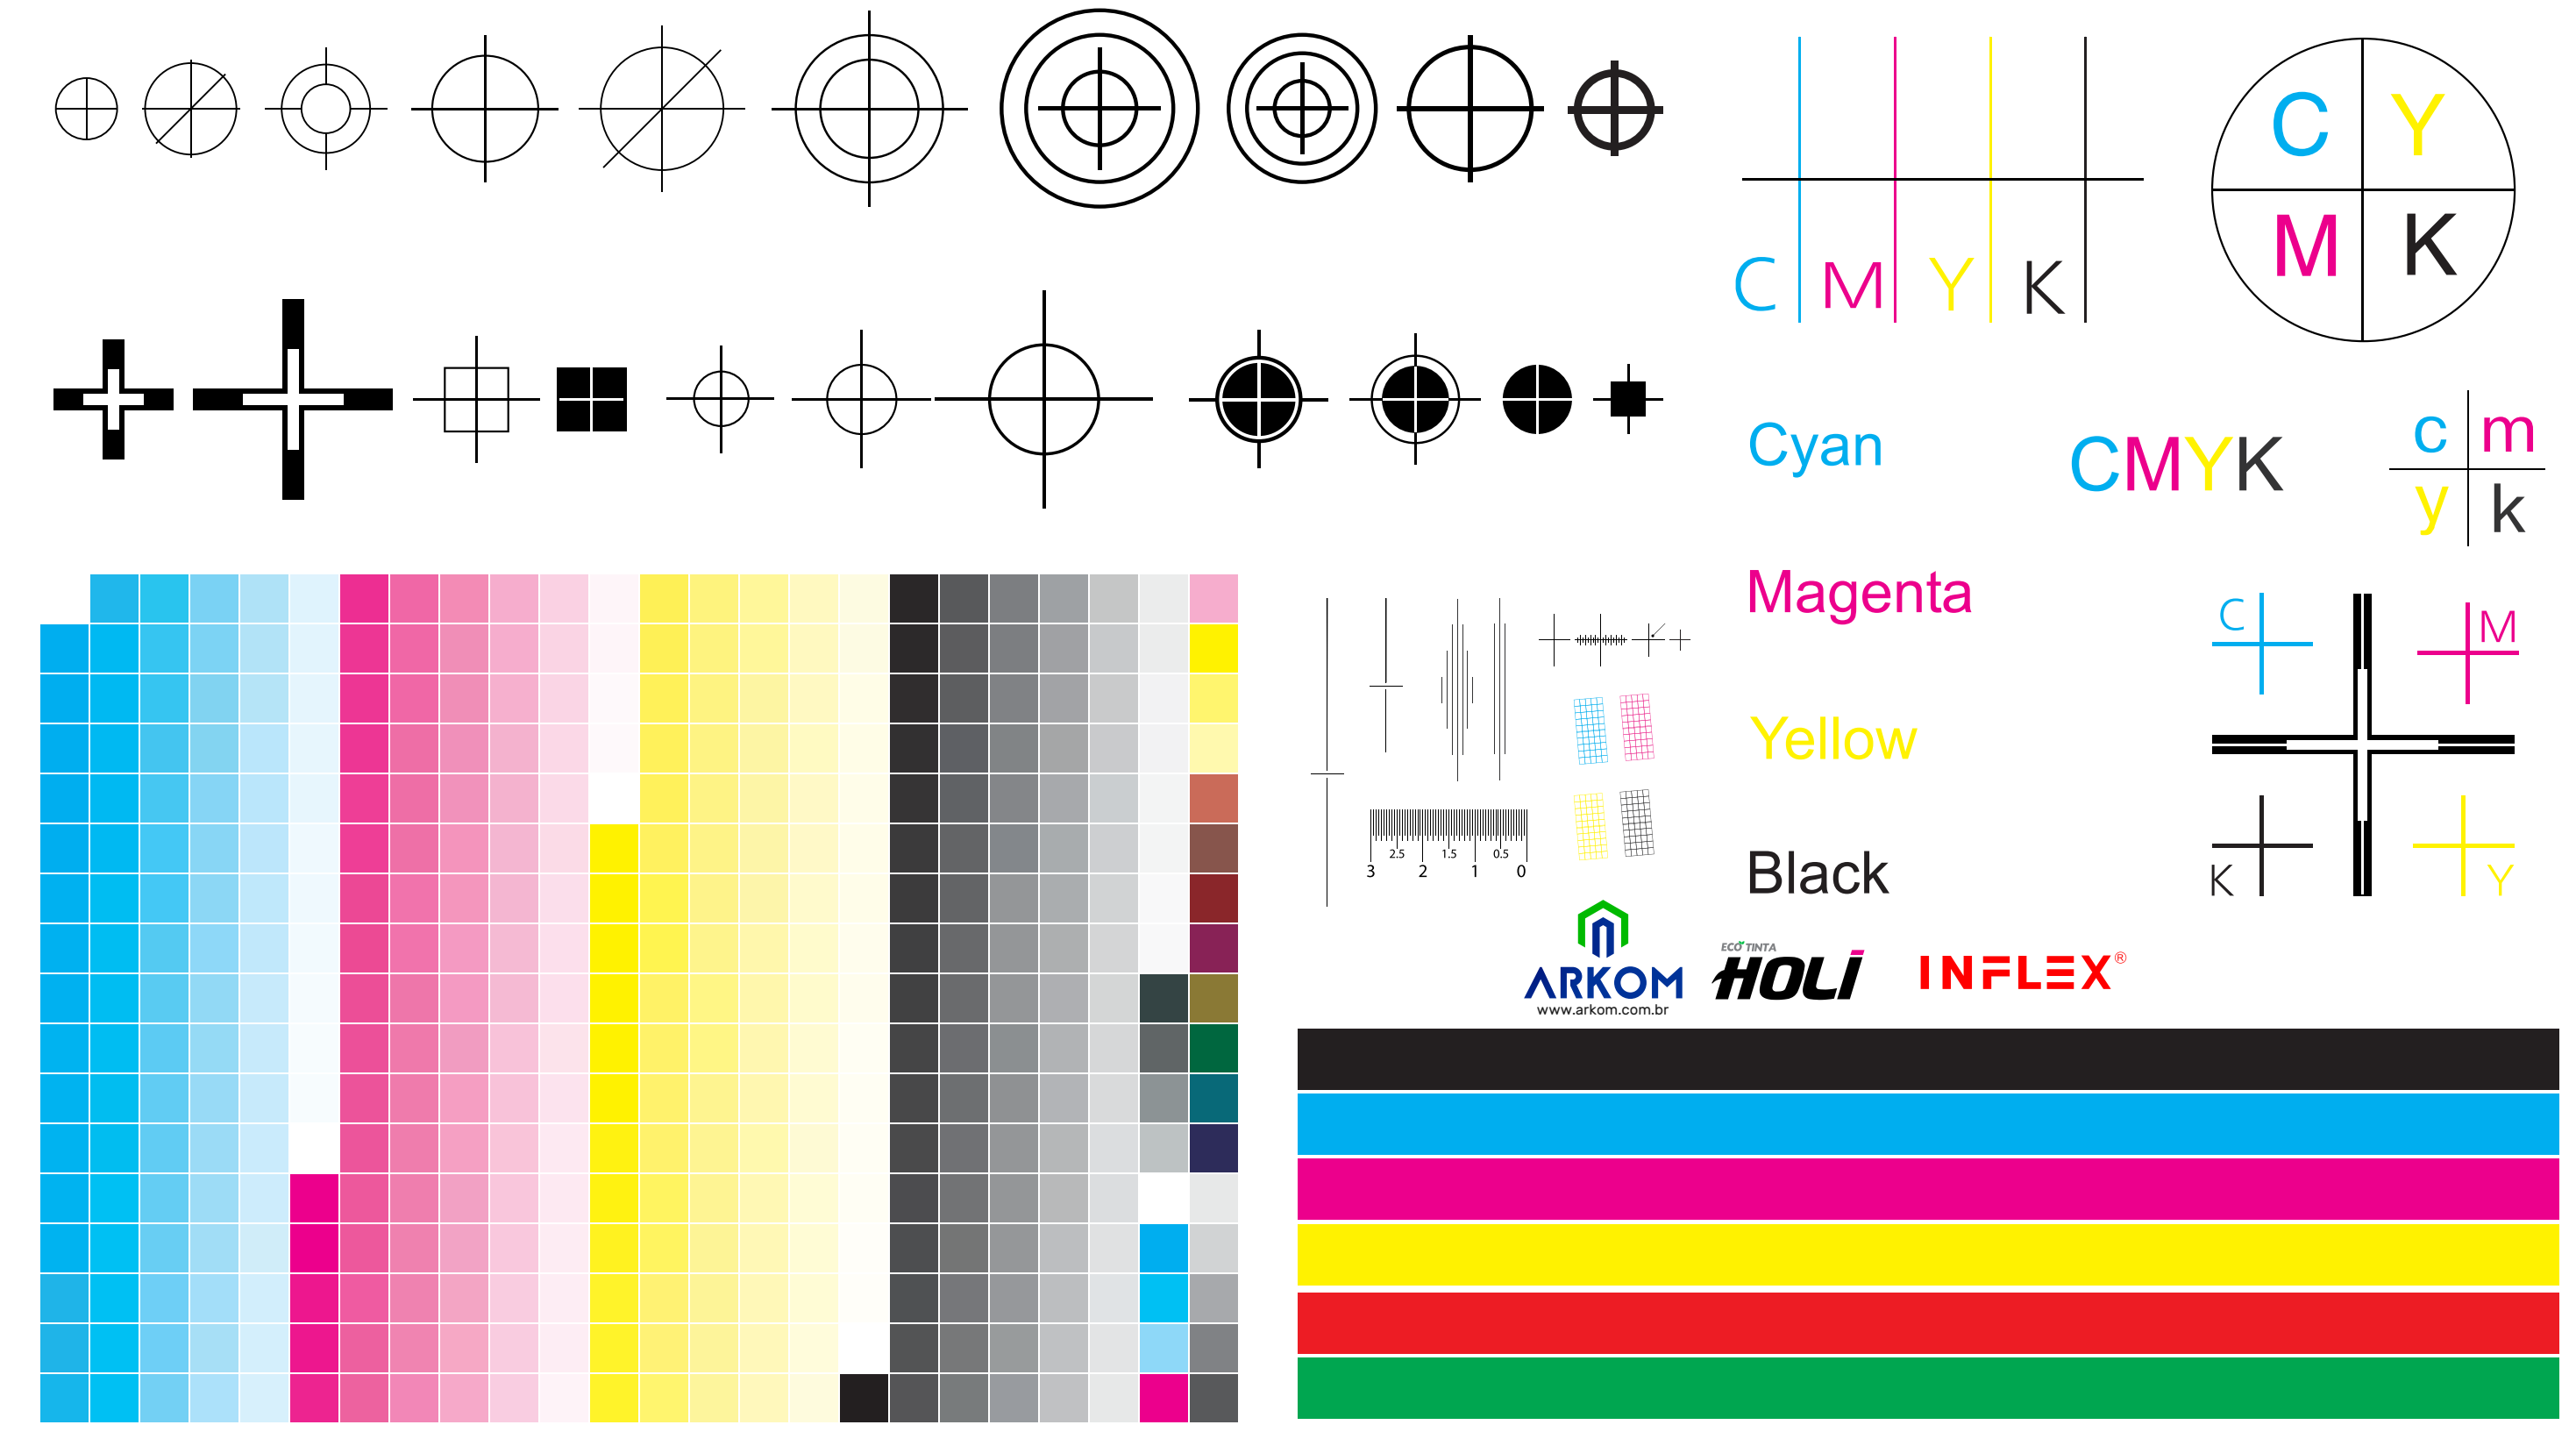 C Y
M K
C M Y K
Cyan
CMYK
c m
y k
Magenta
C M
Yellow
2.5 1.5 0.5
3 2 1 0
Black
K Y
ECO TINTA
HOLI
INFLEX®
ARKOM
www.arkom.com.br